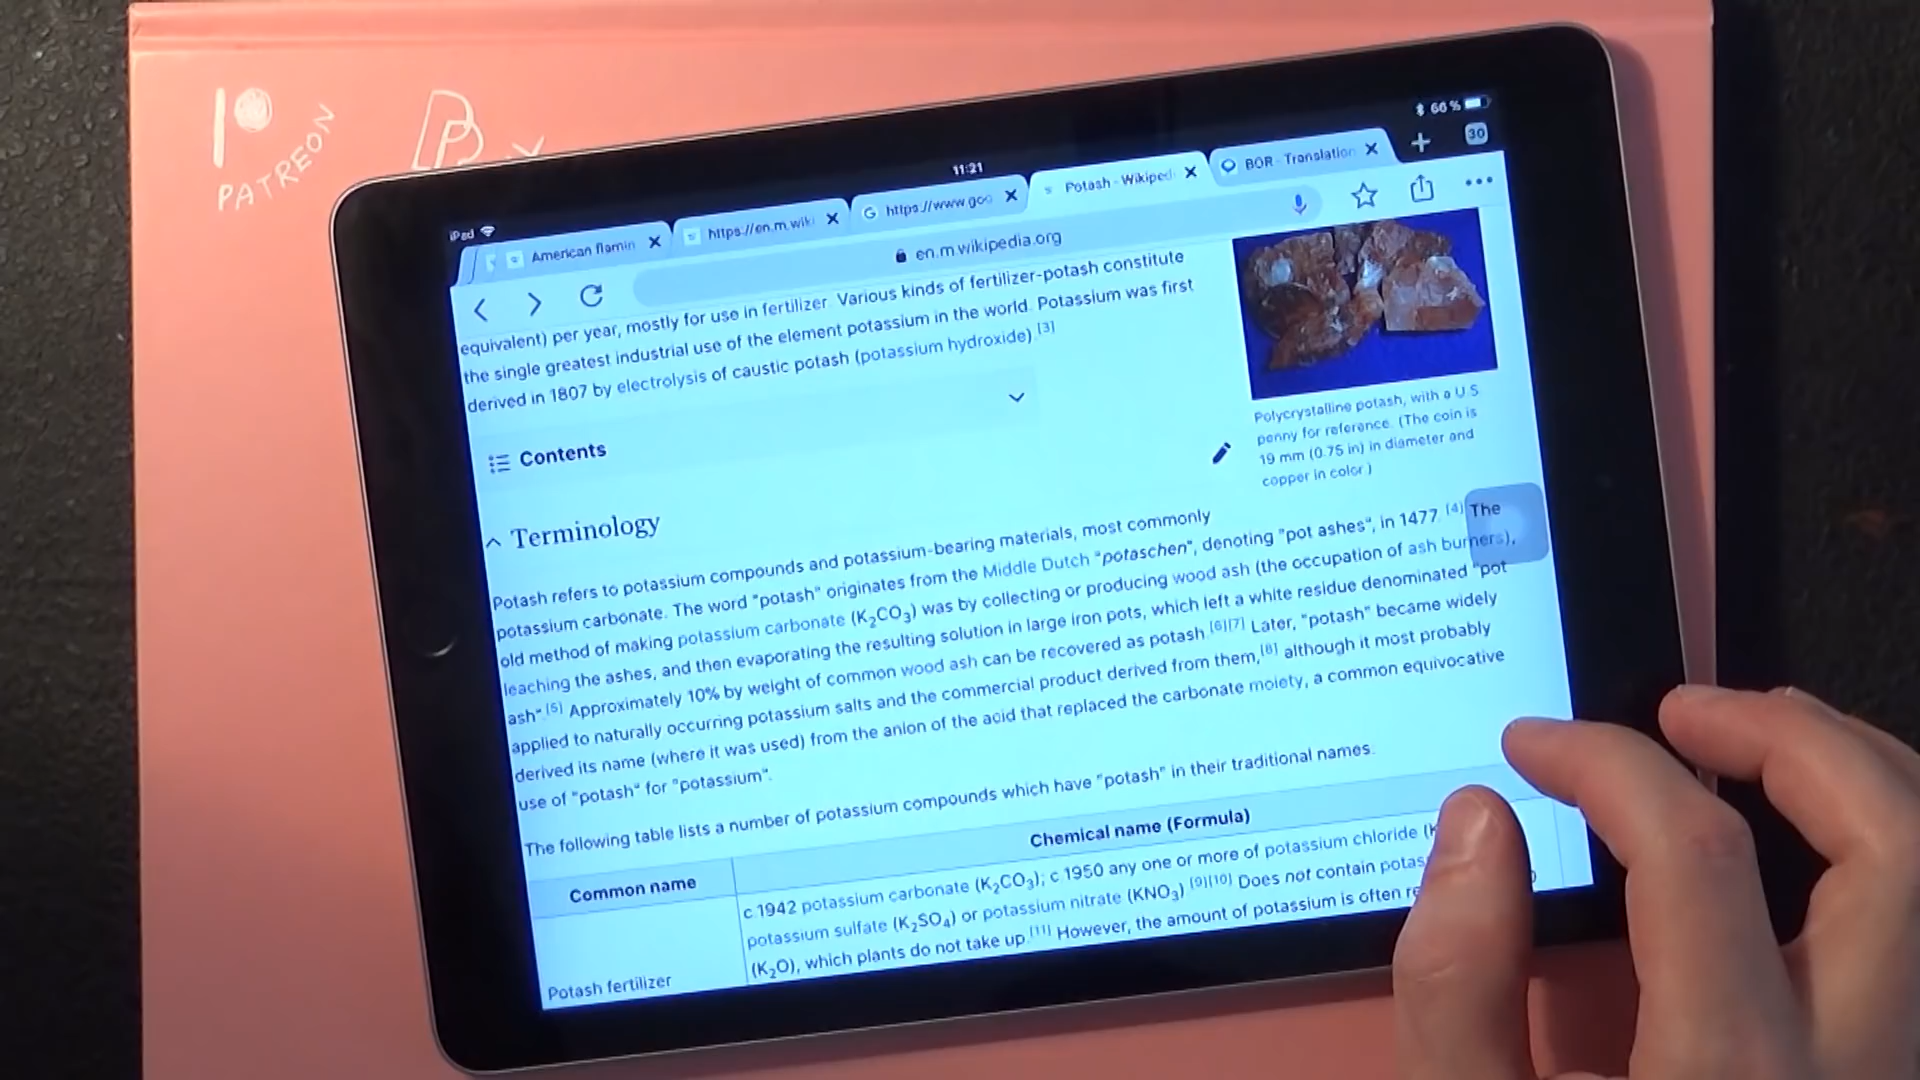 PATREON
iPad
11:21
66 %
American flamin
https://en.m.wiki
https://www.goo
Potash - Wikiped
BOR - Translation
30
en.m.wikipedia.org
equivalent) per year, mostly for use in fertilizer. Various kinds of fertilizer-potash constitute
the single greatest industrial use of the element potassium in the world. Potassium was first
derived in 1807 by electrolysis of caustic potash (potassium hydroxide).[3]
Polycrystalline potash, with a U.S.
penny for reference. (The coin is
19 mm (0.75 in) in diameter and
copper in color.)
Contents
Terminology
Potash refers to potassium compounds and potassium-bearing materials, most commonly
potassium carbonate. The word "potash" originates from the Middle Dutch "potaschen", denoting "pot ashes", in 1477.[4] The
old method of making potassium carbonate (K2CO3) was by collecting or producing wood ash (the occupation of ash burners),
leaching the ashes, and then evaporating the resulting solution in large iron pots, which left a white residue denominated "pot
ash".[5] Approximately 10% by weight of common wood ash can be recovered as potash.[6][7] Later, "potash" became widely
applied to naturally occurring potassium salts and the commercial product derived from them,[8] although it most probably
derived its name (where it was used) from the anion of the acid that replaced the carbonate moiety, a common equivocative
use of "potash" for "potassium".
The following table lists a number of potassium compounds which have "potash" in their traditional names.
Common name
Chemical name (Formula)
Potash fertilizer
c.1942 potassium carbonate (K2CO3); c.1950 any one or more of potassium chloride (K
potassium sulfate (K2SO4) or potassium nitrate (KNO3).[9][10] Does not contain potas
(K2O), which plants do not take up.[11] However, the amount of potassium is often re